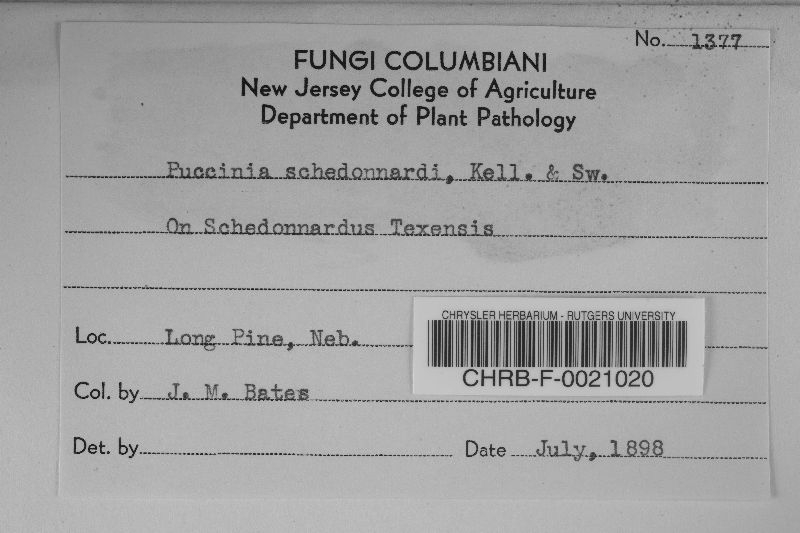 No. 1377
FUNGI COLUMBIANI
New Jersey College of Agriculture
Department of Plant Pathology
Puccinia schedonnardi, Kell. & Sw.
On Schedonnardus Texensis
Loc. Long Pine, Neb.
CHRYSLER HERBARIUM - RUTGERS UNIVERSITY
CHRB-F-0021020
Col. by J. M. Bates
Det. by
Date July, 1898